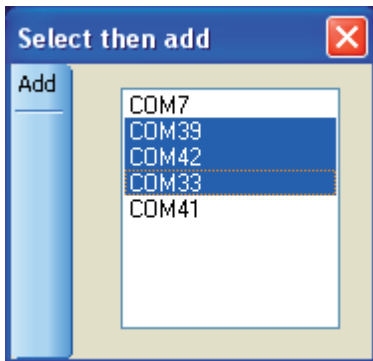 Select then add
Add
COM7
COM39
COM42
COM33
COM41